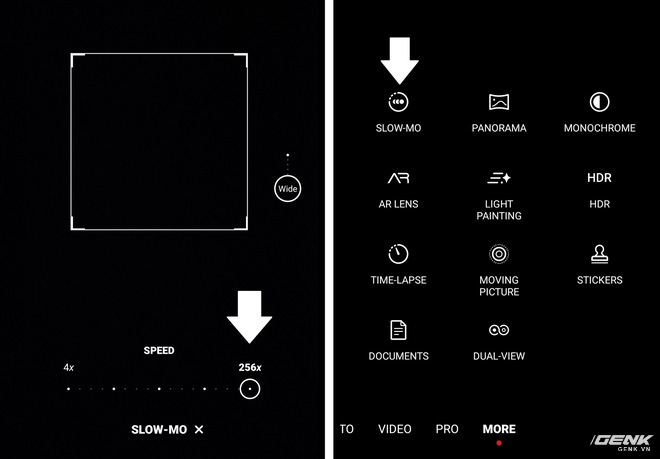 Wide
SPEED
4x
256x
SLOW-MO ×
SLOW-MO
PANORAMA
MONOCHROME
AR
AR LENS
LIGHT
PAINTING
HDR
HDR
TIME-LAPSE
MOVING
PICTURE
STICKERS
DOCUMENTS
DUAL-VIEW
TO
VIDEO
PRO
MORE
GENK
GENK.VN